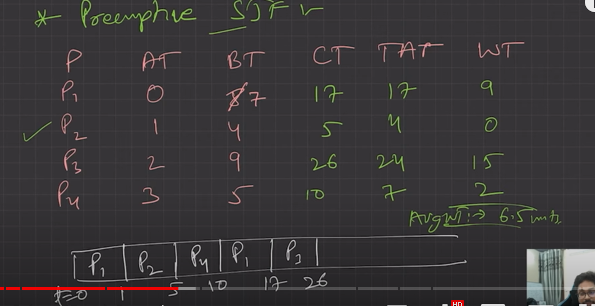 * Preemptive SJF
P AT BT CT TAT WT
P1 0 8 7 17 17 9
P2 1 4 5 4 0
P3 2 9 26 24 15
P4 3 5 10 7 2
Avg WT :→ 6.5 units
P1 P2 P4 P1 P3
t=0 1 5 10 17 26
HD